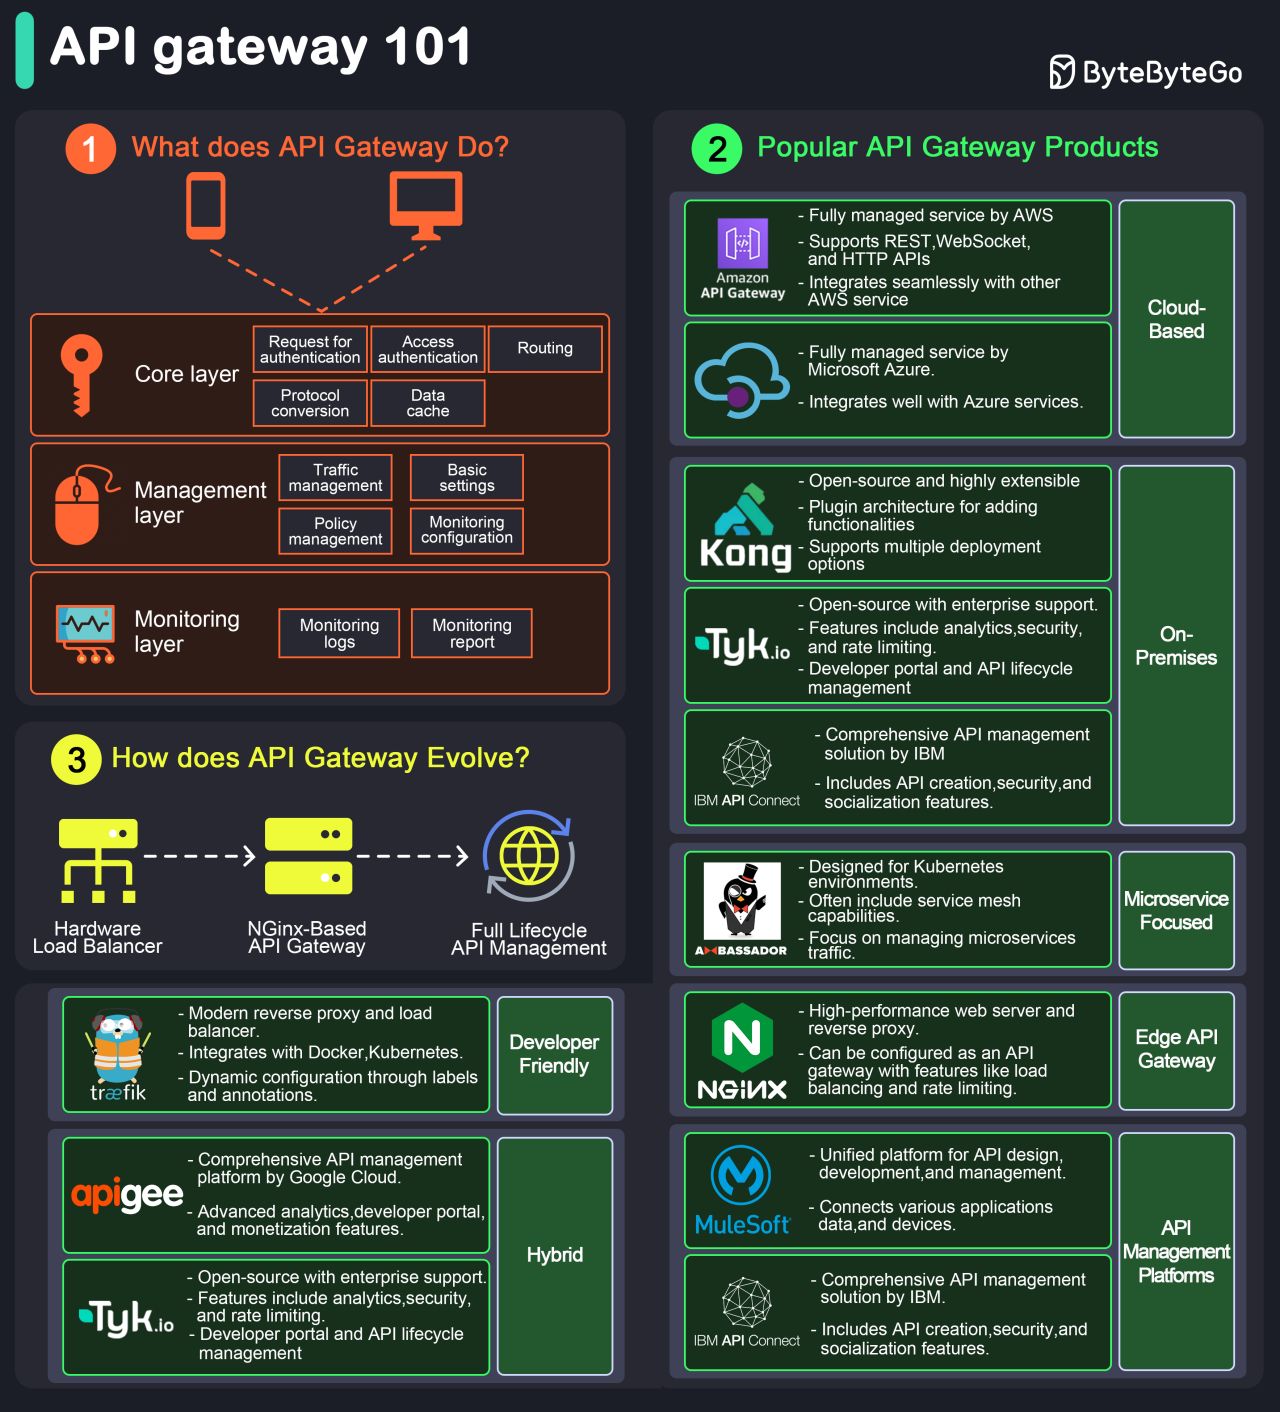 API gateway 101
ByteByteGo
1
What does API Gateway Do?
Core layer
Request for
authentication
Access
authentication
Routing
Protocol
conversion
Data
cache
Management
layer
Traffic
management
Basic
settings
Policy
management
Monitoring
configuration
Monitoring
layer
Monitoring
logs
Monitoring
report
2
Popular API Gateway Products
Amazon
API Gateway
- Fully managed service by AWS
- Supports REST,WebSocket,
and HTTP APIs
- Integrates seamlessly with other
AWS service
- Fully managed service by
Microsoft Azure.
- Integrates well with Azure services.
Cloud-
Based
Kong
- Open-source and highly extensible
- Plugin architecture for adding
functionalities
- Supports multiple deployment
options
Tyk.io
- Open-source with enterprise support.
- Features include analytics,security,
and rate limiting.
- Developer portal and API lifecycle
management
IBM API Connect
- Comprehensive API management
solution by IBM
- Includes API creation,security,and
socialization features.
On-
Premises
AMBASSADOR
- Designed for Kubernetes
environments.
- Often include service mesh
capabilities.
- Focus on managing microservices
traffic.
Microservice
Focused
N
NGiNX
- High-performance web server and
reverse proxy.
- Can be configured as an API
gateway with features like load
balancing and rate limiting.
Edge API
Gateway
MuleSoft
- Unified platform for API design,
development,and management.
- Connects various applications
data,and devices.
IBM API Connect
- Comprehensive API management
solution by IBM.
- Includes API creation,security,and
socialization features.
API
Management
Platforms
3
How does API Gateway Evolve?
Hardware
Load Balancer
NGinx-Based
API Gateway
Full Lifecycle
API Management
træfik
- Modern reverse proxy and load
balancer.
- Integrates with Docker,Kubernetes.
- Dynamic configuration through labels
and annotations.
Developer
Friendly
apigee
- Comprehensive API management
platform by Google Cloud.
- Advanced analytics,developer portal,
and monetization features.
Tyk.io
- Open-source with enterprise support.
- Features include analytics,security,
and rate limiting.
- Developer portal and API lifecycle
management
Hybrid